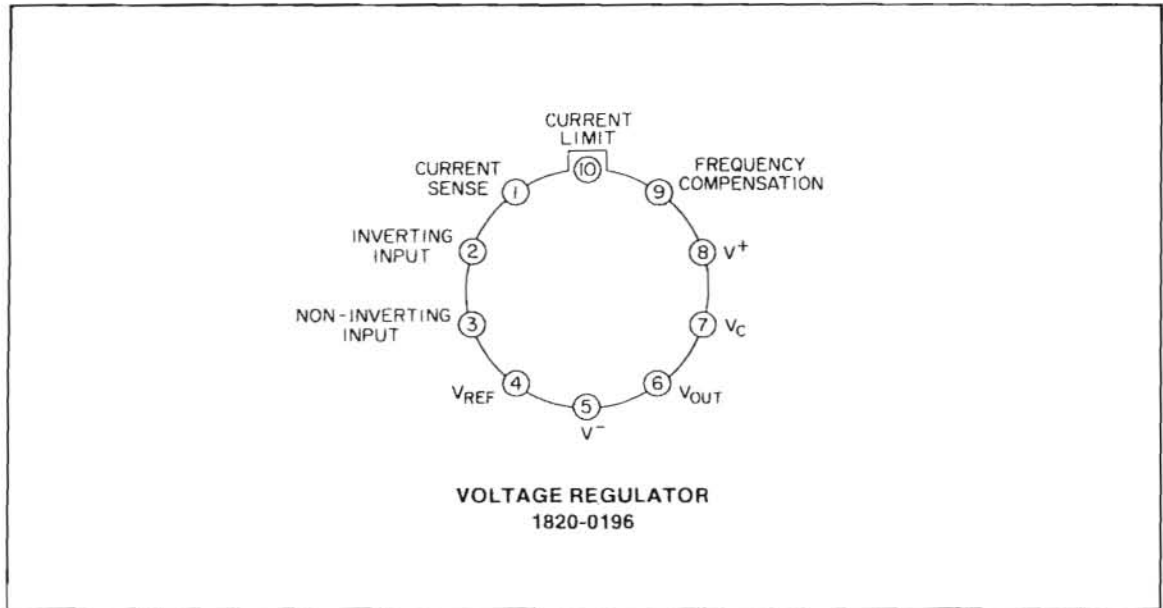 CURRENT
LIMIT
10
CURRENT
SENSE
1
FREQUENCY
COMPENSATION
9
INVERTING
INPUT
2
8
V+
NON-INVERTING
INPUT
3
7
VC
VREF
4
6
VOUT
5
V-
VOLTAGE REGULATOR
1820-0196